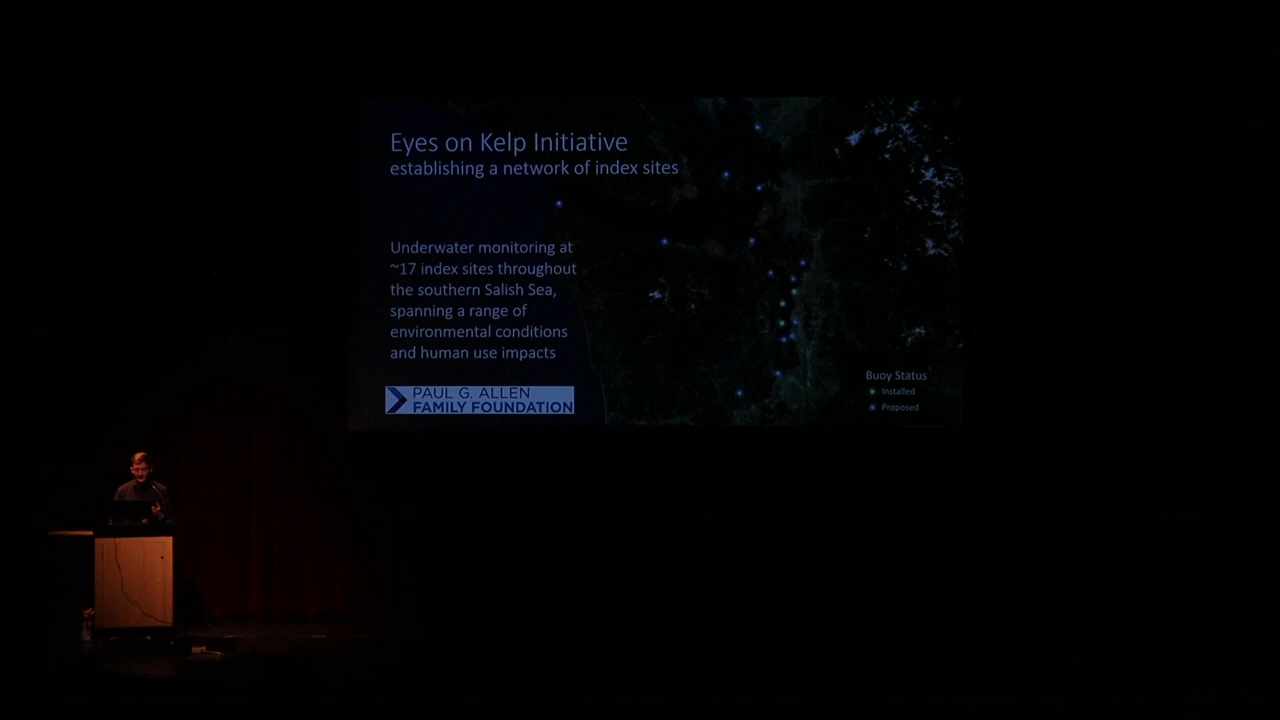 Eyes on Kelp Initiative
establishing a network of index sites
Underwater monitoring at
~17 index sites throughout
the southern Salish Sea,
spanning a range of
environmental conditions
and human use impacts
PAUL G. ALLEN
FAMILY FOUNDATION
Buoy Status
Installed
Proposed